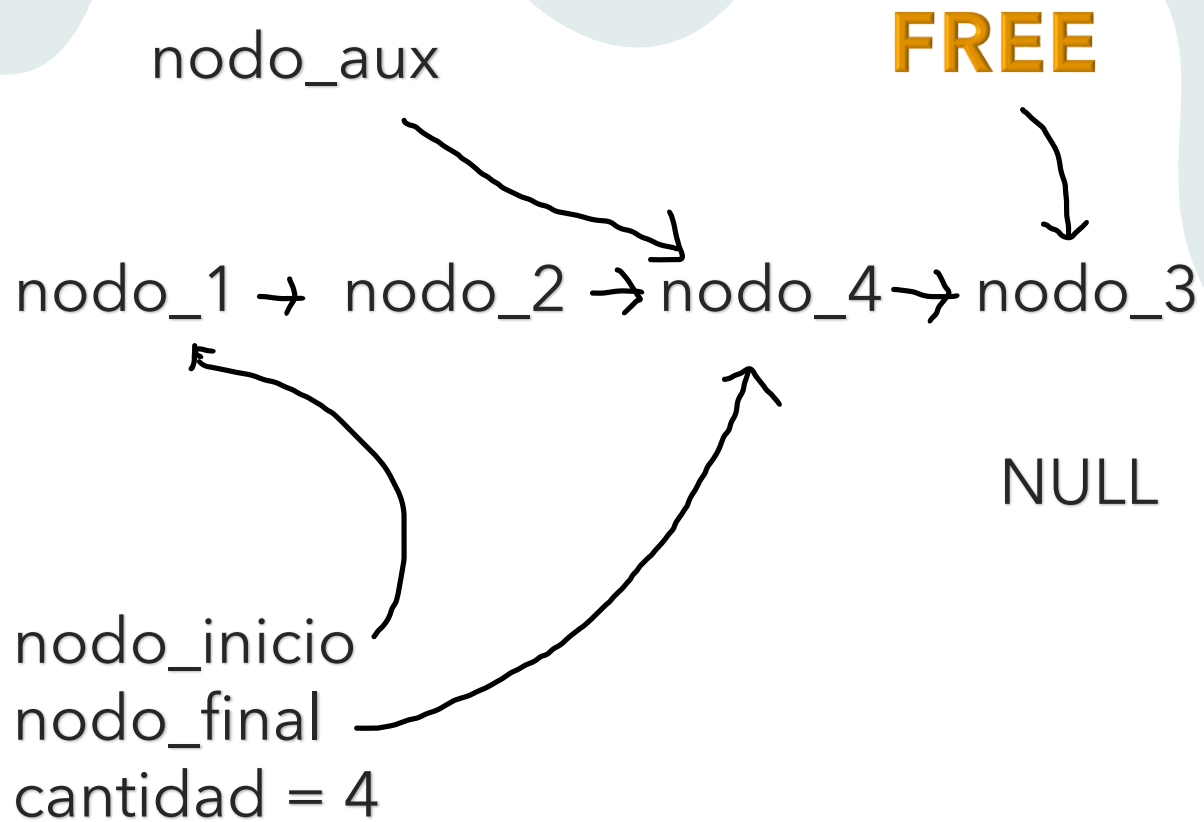 nodo_aux
FREE
nodo_1 → nodo_2 → nodo_4 → nodo_3
NULL
nodo_inicio
nodo_final
cantidad = 4